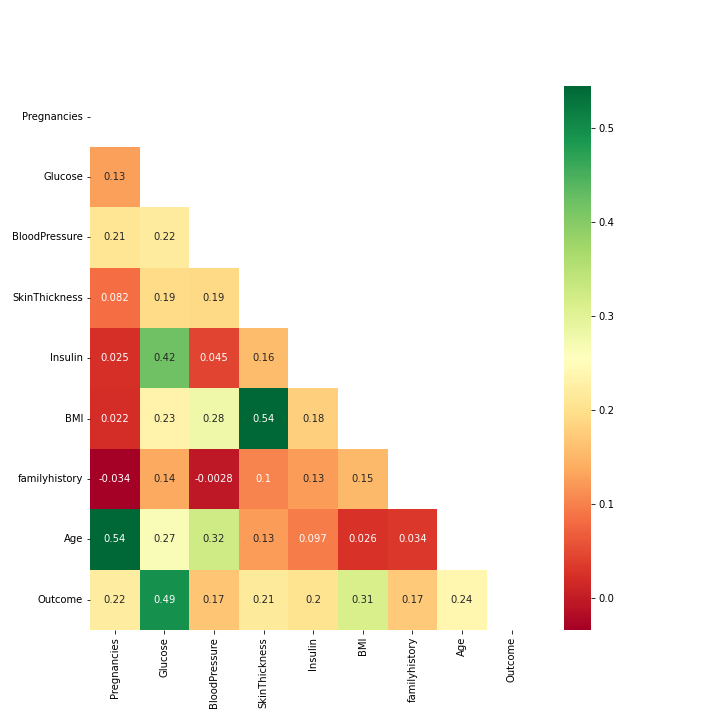 Pregnancies
Glucose 0.13
BloodPressure 0.21 0.22
SkinThickness 0.082 0.19 0.19
Insulin 0.025 0.42 0.045 0.16
BMI 0.022 0.23 0.28 0.54 0.18
familyhistory -0.034 0.14 -0.0028 0.1 0.13 0.15
Age 0.54 0.27 0.32 0.13 0.097 0.026 0.034
Outcome 0.22 0.49 0.17 0.21 0.2 0.31 0.17 0.24
Pregnancies
Glucose
BloodPressure
SkinThickness
Insulin
BMI
familyhistory
Age
Outcome
0.5
0.4
0.3
0.2
0.1
0.0